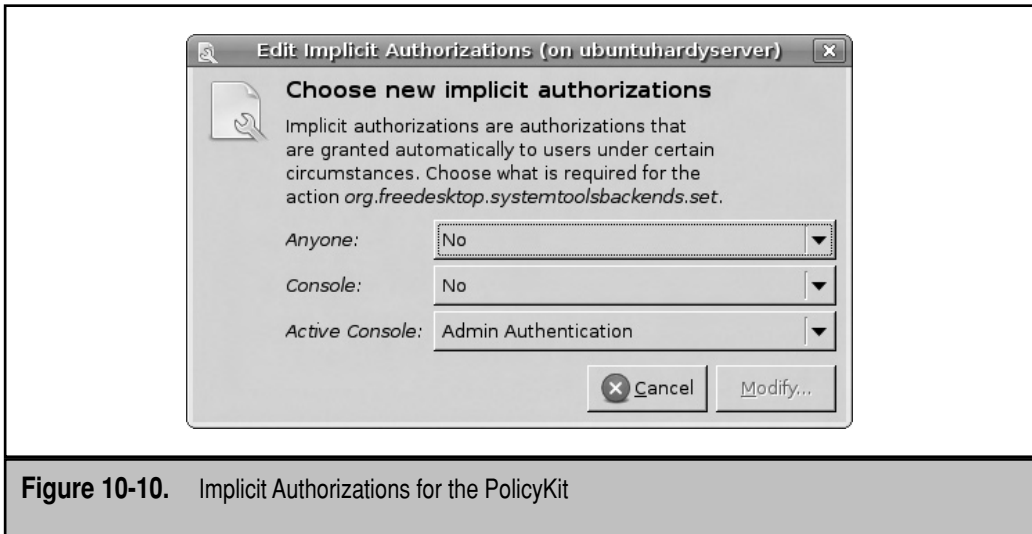 Edit Implicit Authorizations (on ubuntuhardyserver)
Choose new implicit authorizations
Implicit authorizations are authorizations that
are granted automatically to users under certain
circumstances. Choose what is required for the
action org.freedesktop.systemtoolsbackends.set.
Anyone: No
Console: No
Active Console: Admin Authentication
Cancel Modify...
Figure 10-10. Implicit Authorizations for the PolicyKit